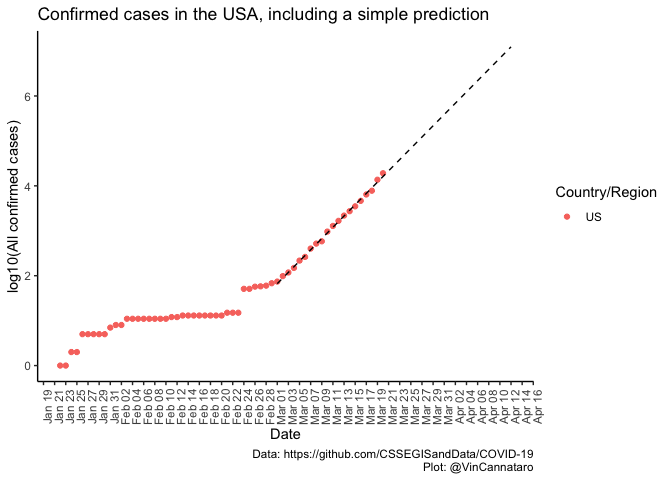 Confirmed cases in the USA, including a simple prediction
log10(All confirmed cases)
6
4
2
0
Country/Region
US
Jan 19
Jan 21
Jan 23
Jan 25
Jan 27
Jan 29
Jan 31
Feb 02
Feb 04
Feb 06
Feb 08
Feb 10
Feb 12
Feb 14
Feb 16
Feb 18
Feb 20
Feb 22
Feb 24
Feb 26
Feb 28
Mar 01
Mar 03
Mar 05
Mar 07
Mar 09
Mar 11
Mar 13
Mar 15
Mar 17
Mar 19
Mar 21
Mar 23
Mar 25
Mar 27
Mar 29
Mar 31
Apr 02
Apr 04
Apr 06
Apr 08
Apr 10
Apr 12
Apr 14
Apr 16
Date
Data: https://github.com/CSSEGISandData/COVID-19
Plot: @VinCannataro